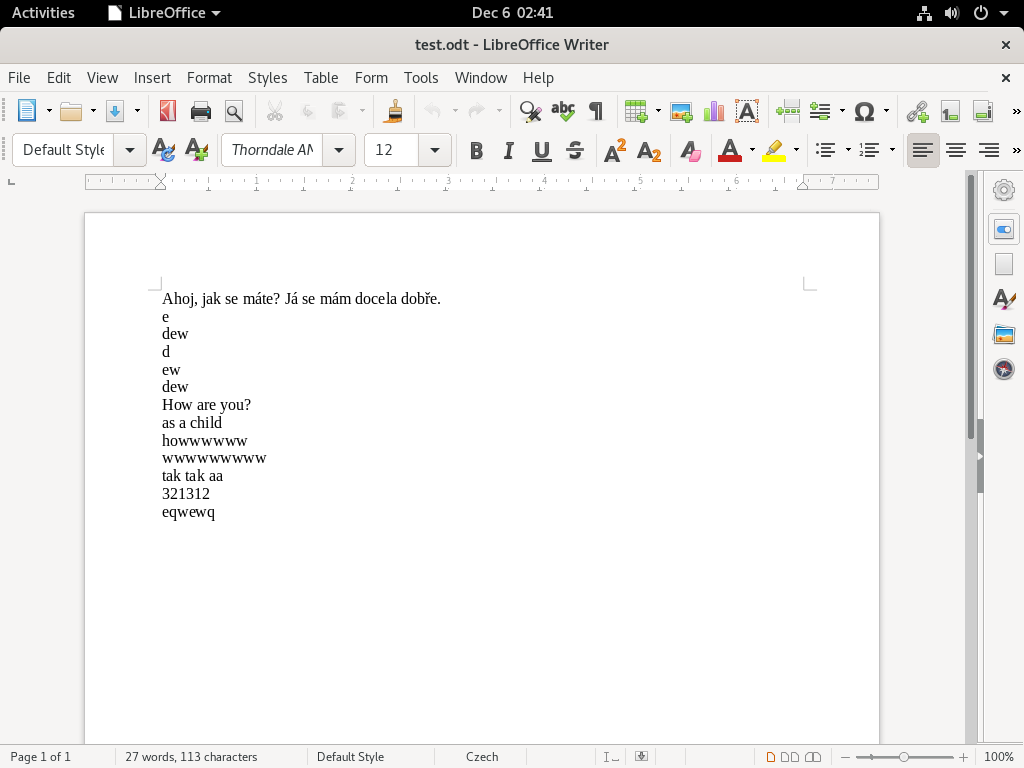 Activities LibreOffice Dec 6 02:41
test.odt - LibreOffice Writer
File Edit View Insert Format Styles Table Form Tools Window Help
Default Style Thorndale AM 12
1 2 3 4 5 6 7
Ahoj, jak se máte? Já se mám docela dobře.
e
dew
d
ew
dew
How are you?
as a child
howwwwww
wwwwwwwww
tak tak aa
321312
eqwewq
Page 1 of 1 27 words, 113 characters Default Style Czech 100%